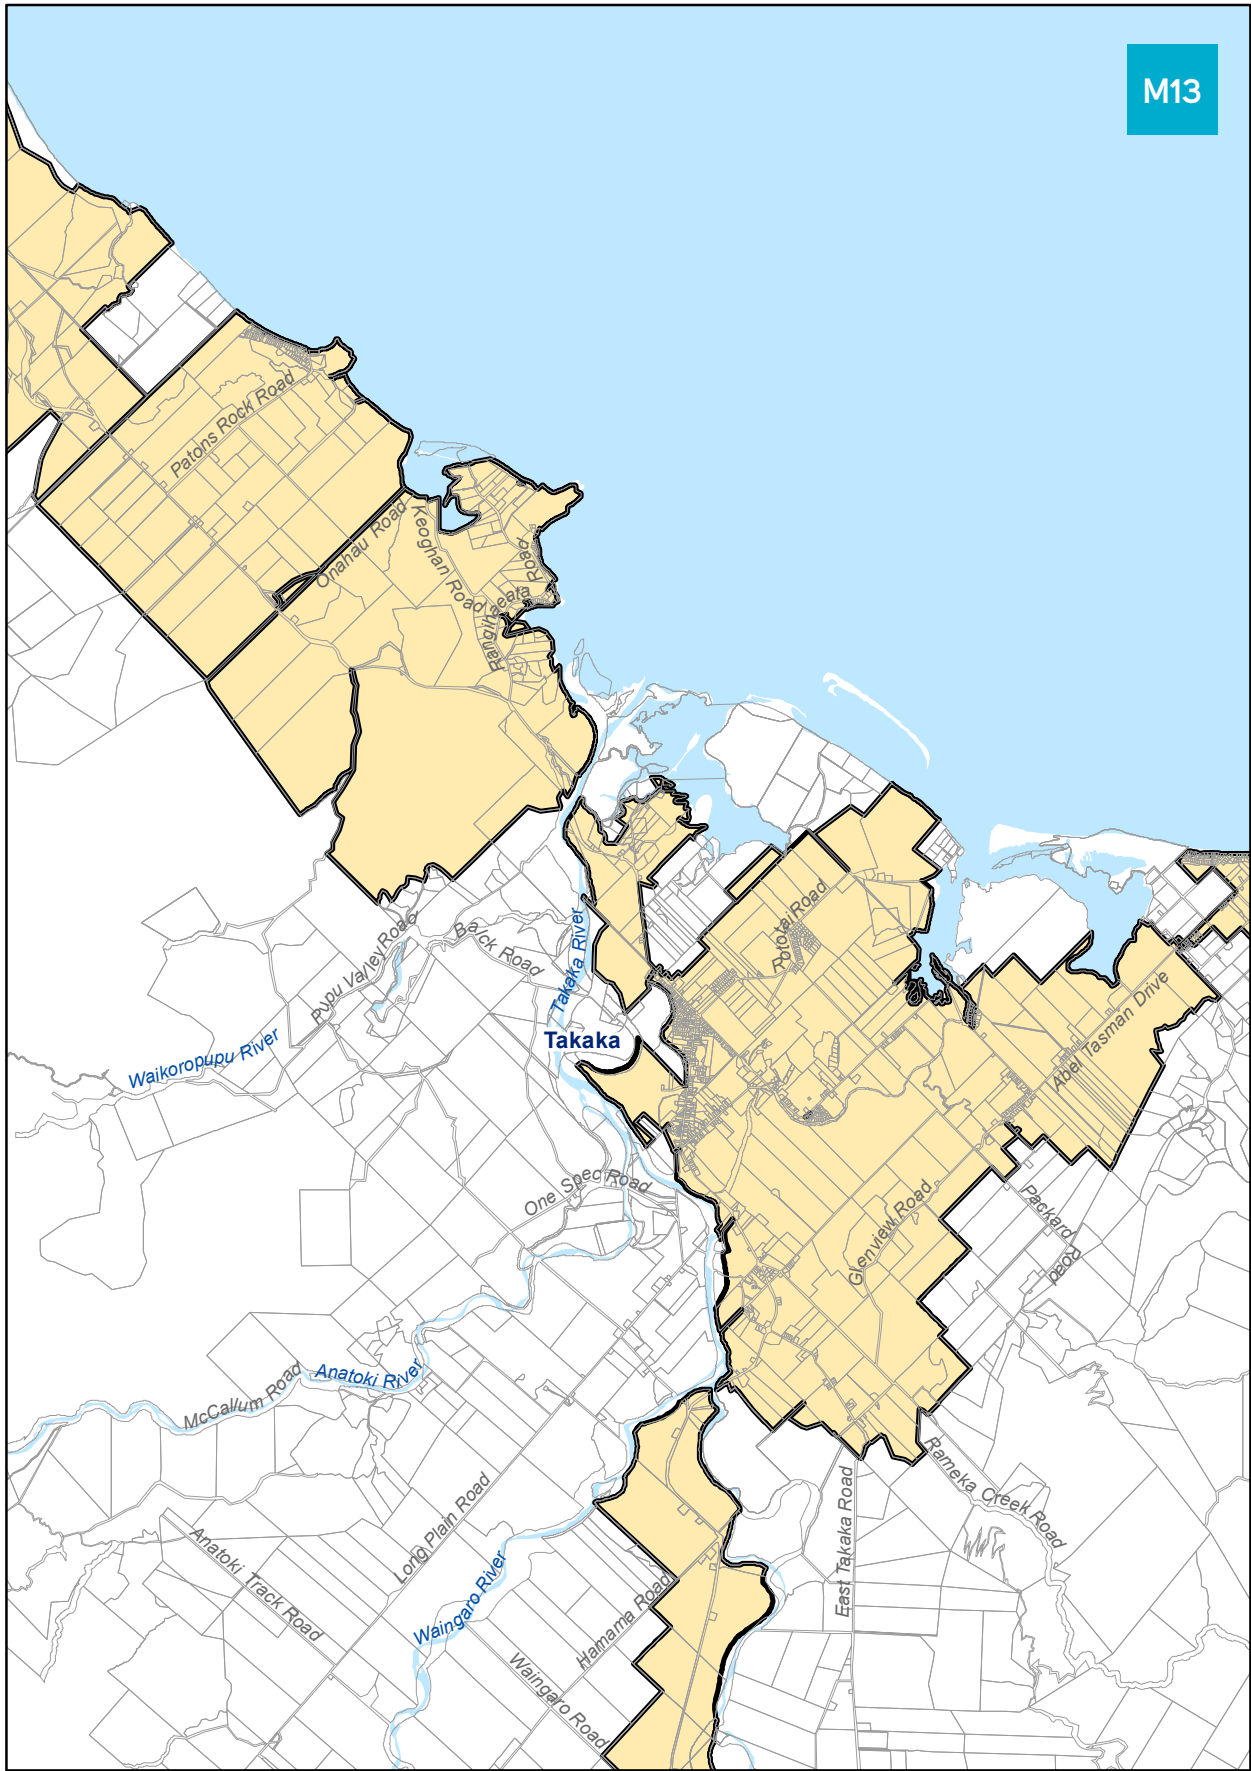 M13
Patons Rock Road
Onahau Road
Keoghan Road
Rangihaeata Road
Rototai Road
Pupu Valley Road
Back Road
Takaka River
Takaka
Waikoropupu River
Abel Tasman Drive
One Spec Road
Glenview Road
Packard Road
Anatoki River
McCallum Road
Rameka Creek Road
East Takaka Road
Long Plain Road
Anatoki Track Road
Waingaro River
Hamama Road
Waingaro Road